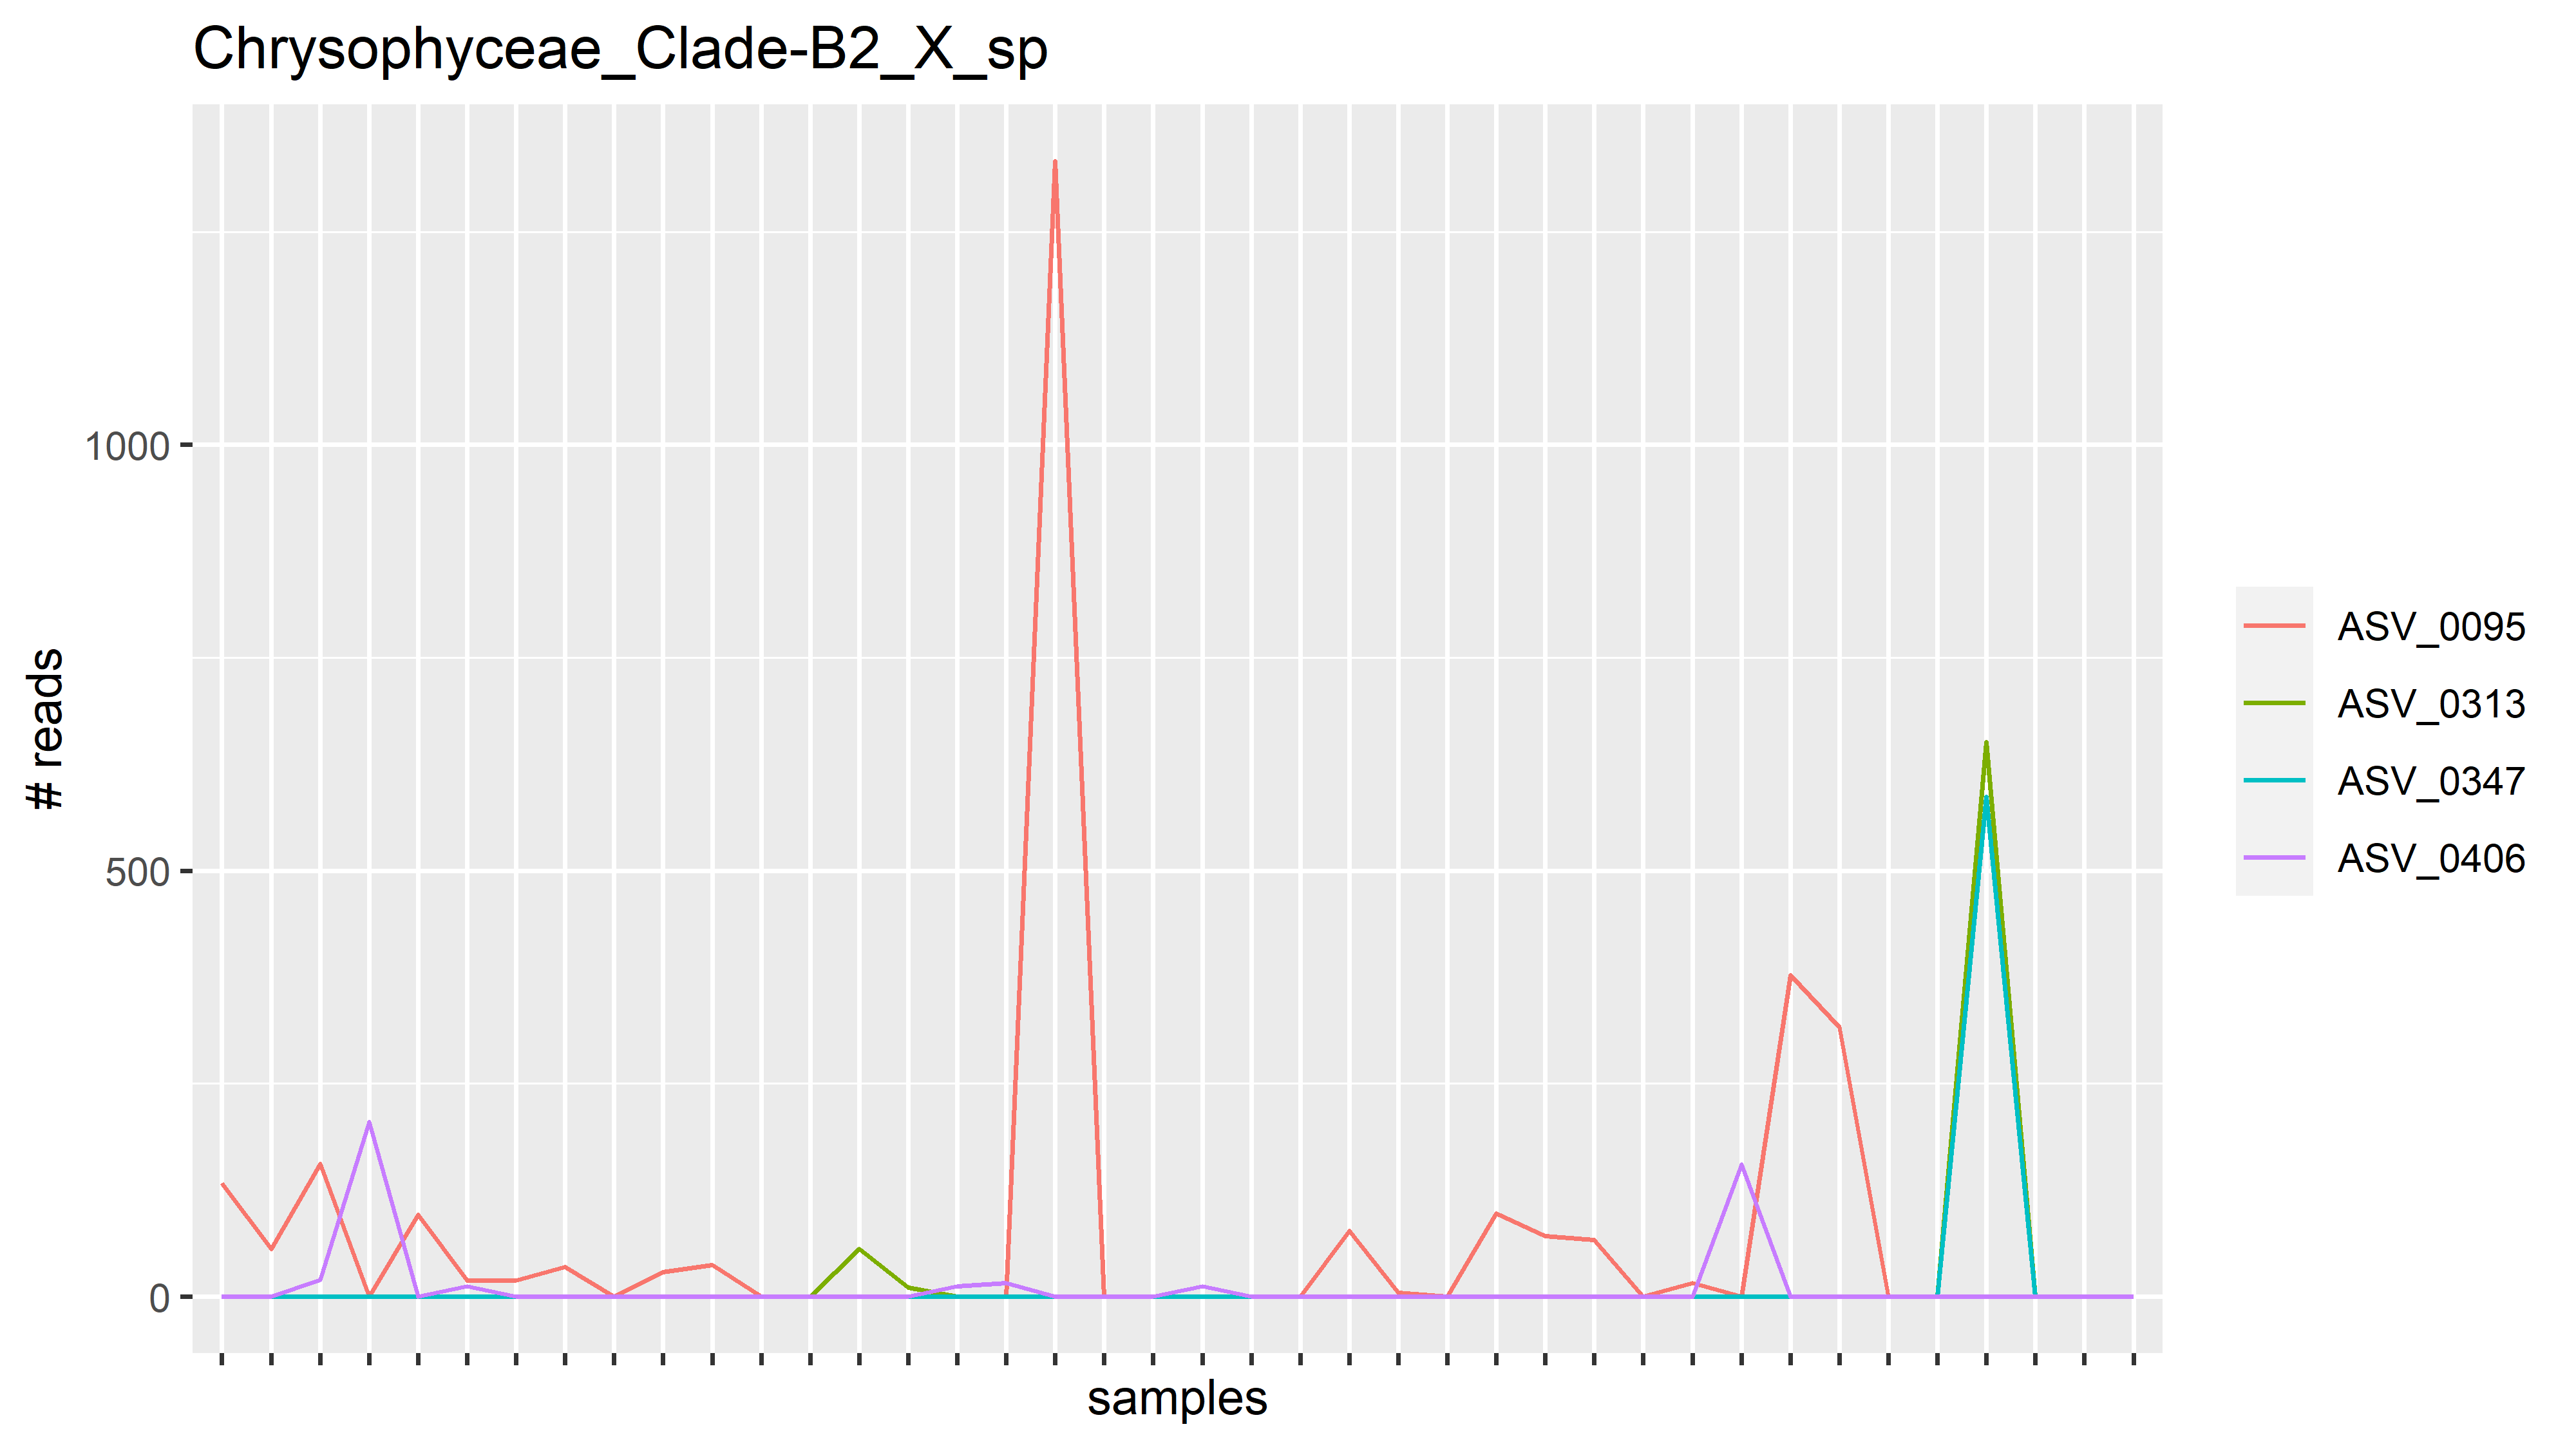 Chrysophyceae_Clade-B2_X_sp
# reads
1000
500
0
samples
ASV_0095
ASV_0313
ASV_0347
ASV_0406